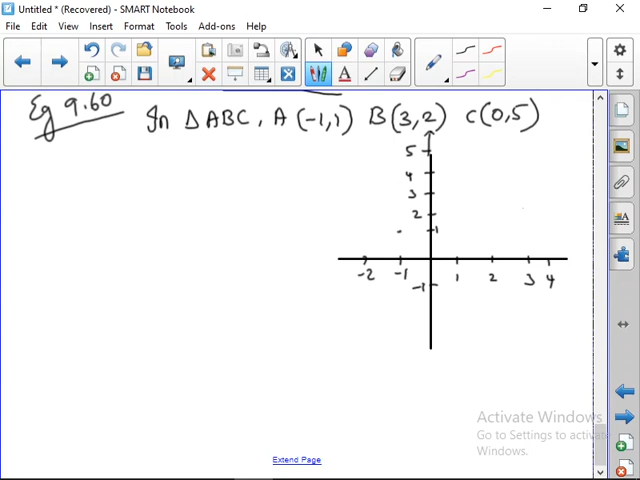 Untitled * (Recovered) - SMART Notebook
File Edit View Insert Format Tools Add-ons Help
Eg 9.60 In Δ ABC, A (-1,1) B(3,2) C(0,5)
5
4
3
2
1
-2 -1 1 2 3 4
-1
Activate Windows
Go to Settings to activate
Windows.
Extend Page